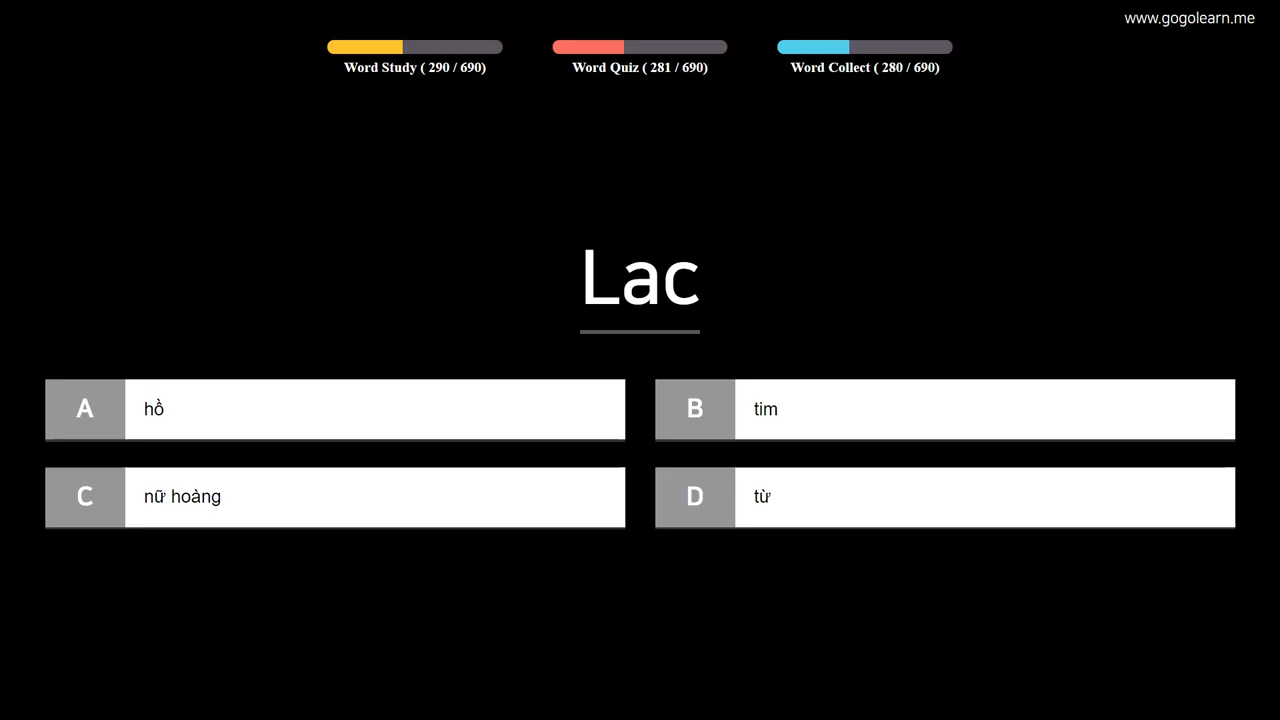 www.gogolearn.me
Word Study ( 290 / 690)
Word Quiz ( 281 / 690)
Word Collect ( 280 / 690)
Lac
A hồ
B tim
C nữ hoàng
D từ